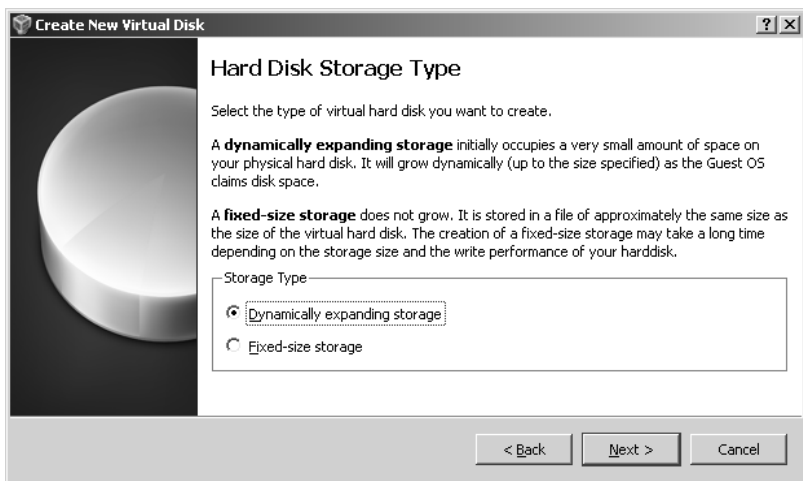 Create New Virtual Disk
?
X
Hard Disk Storage Type
Select the type of virtual hard disk you want to create.
A dynamically expanding storage initially occupies a very small amount of space on
your physical hard disk. It will grow dynamically (up to the size specified) as the Guest OS
claims disk space.
A fixed-size storage does not grow. It is stored in a file of approximately the same size as
the size of the virtual hard disk. The creation of a fixed-size storage may take a long time
depending on the storage size and the write performance of your harddisk.
Storage Type
Dynamically expanding storage
Fixed-size storage
< Back
Next >
Cancel